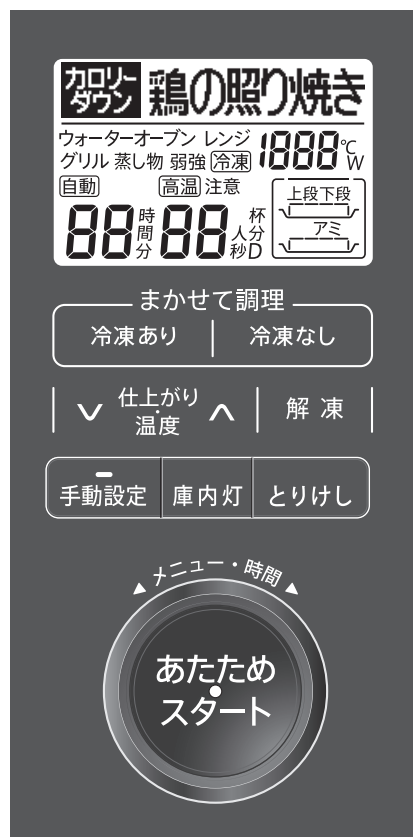 カロリー
ダウン
鶏の照り焼き
ウォーターオーブン レンジ
グリル 蒸し物 弱強 冷凍 1888 ℃ W
自動 高温 注意
88 時間分 88 人秒 杯分D
上段下段
アミ
まかせて調理
冷凍あり 冷凍なし
仕上がり
・
温度
解凍
手動設定 庫内灯 とりけし
メニュー・時間
あたため
スタート